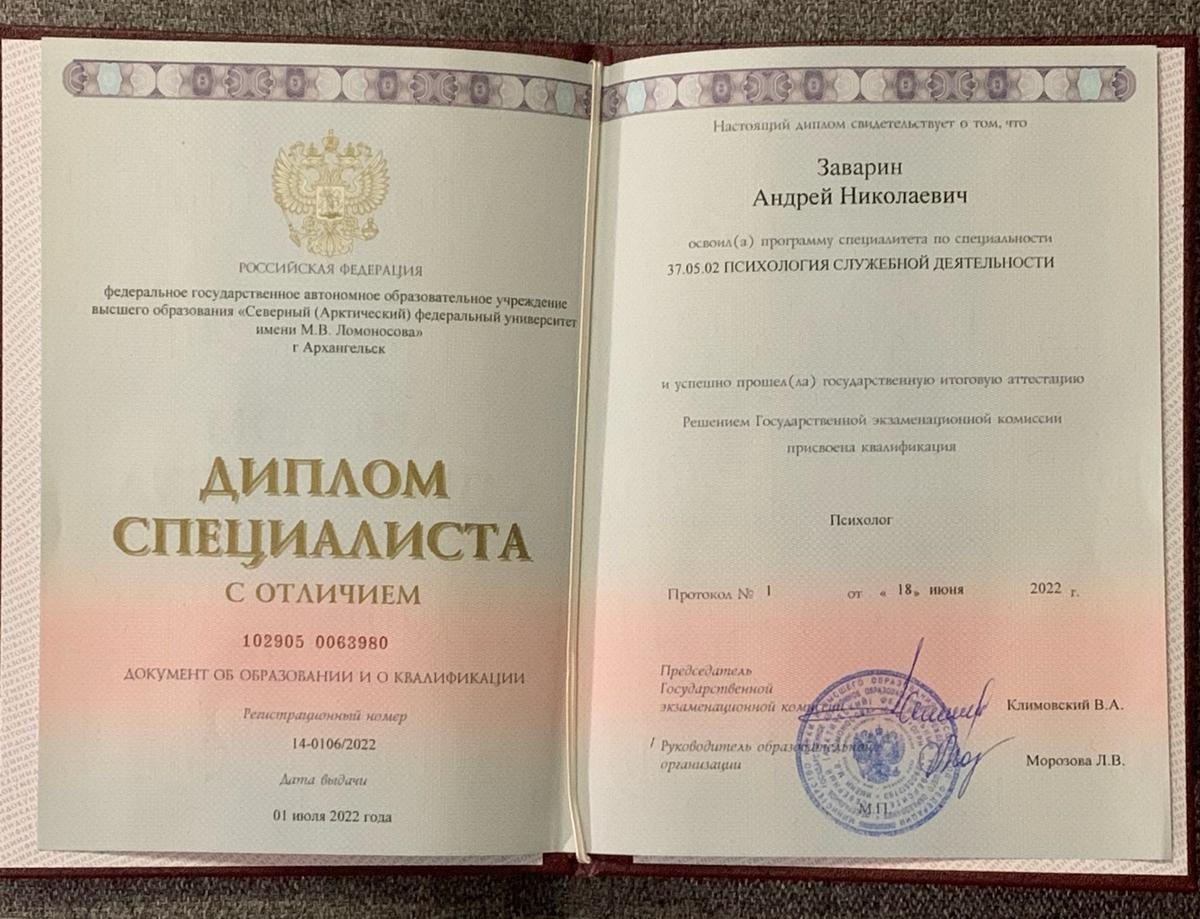 РОССИЙСКАЯ ФЕДЕРАЦИЯ
федеральное государственное автономное образовательное учреждение
высшего образования «Северный (Арктический) федеральный университет
имени М.В. Ломоносова»
г Архангельск
ДИПЛОМ
СПЕЦИАЛИСТА
С ОТЛИЧИЕМ
102905 0063980
ДОКУМЕНТ ОБ ОБРАЗОВАНИИ И О КВАЛИФИКАЦИИ
Регистрационный номер
14-0106/2022
Дата выдачи
01 июля 2022 года
Настоящий диплом свидетельствует о том, что
Заварин
Андрей Николаевич
освоил(а) программу специалитета по специальности
37.05.02 ПСИХОЛОГИЯ СЛУЖЕБНОЙ ДЕЯТЕЛЬНОСТИ
и успешно прошел(ла) государственную итоговую аттестацию
Решением Государственной экзаменационной комиссии
присвоена квалификация
Психолог
Протокол № 1 от « 18» июня 2022 г.
Председатель
Государственной
экзаменационной комиссии Климовский В.А.
Руководитель образовательной
организации Морозова Л.В.
М.П.